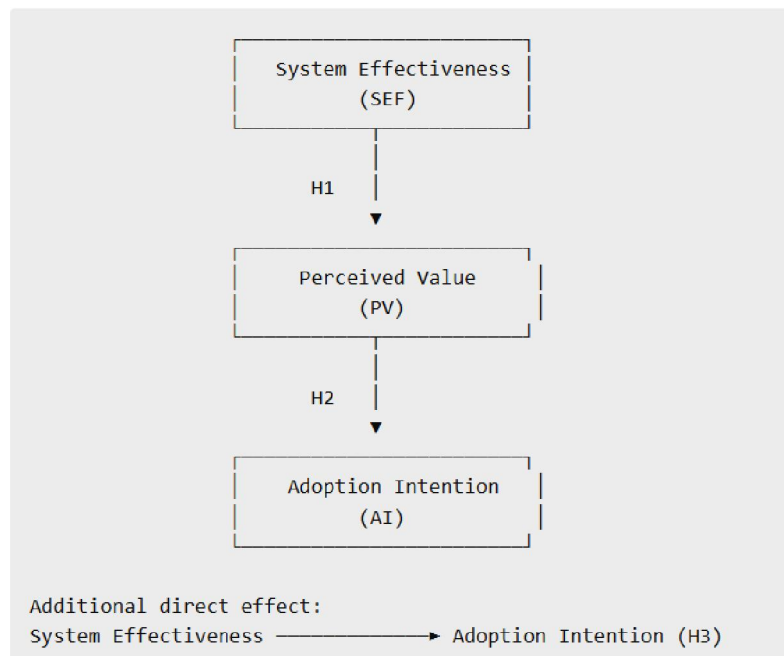 System Effectiveness
(SEF)
H1
Perceived Value
(PV)
H2
Adoption Intention
(AI)
Additional direct effect:
System Effectiveness ────────────► Adoption Intention (H3)